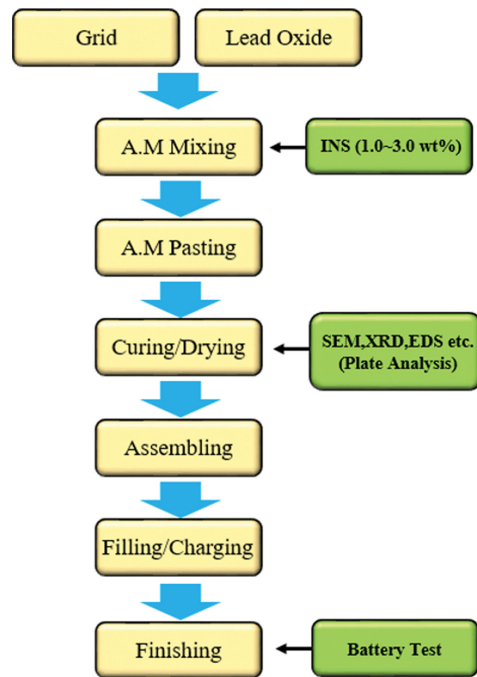 Grid
Lead Oxide
A.M Mixing
INS (1.0~3.0 wt%)
A.M Pasting
Curing/Drying
SEM,XRD,EDS etc.
(Plate Analysis)
Assembling
Filling/Charging
Finishing
Battery Test